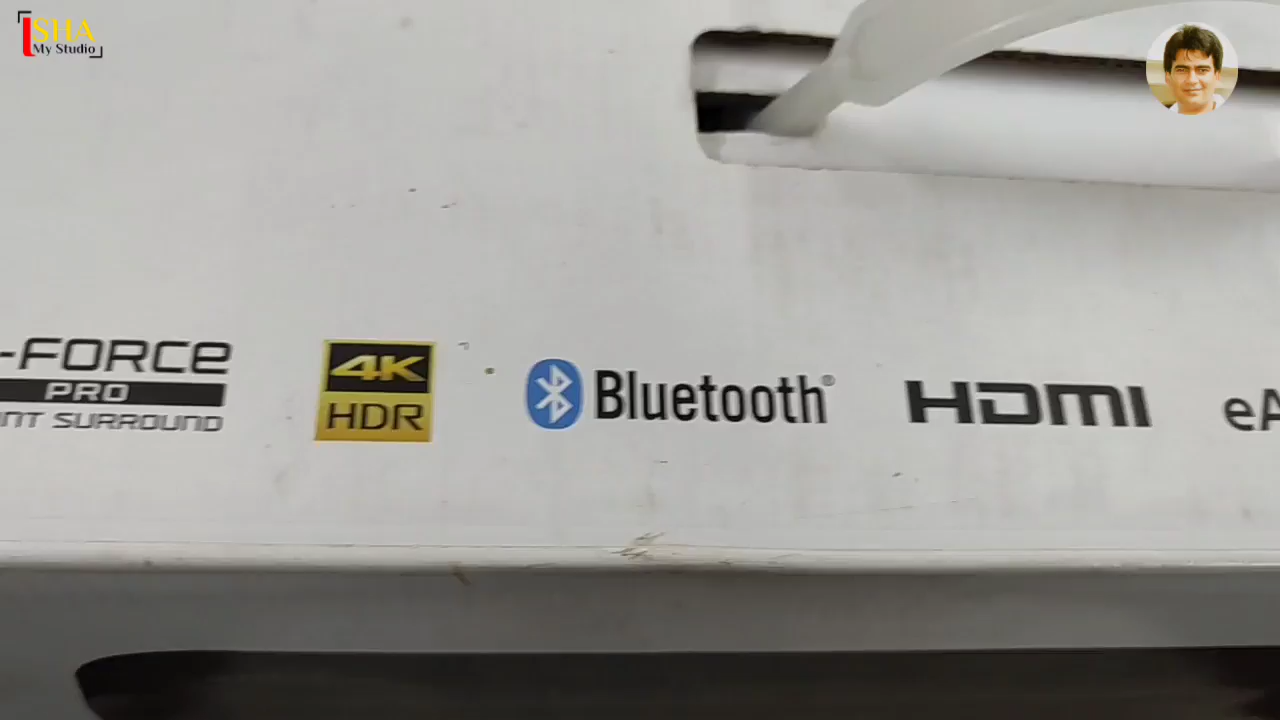 SHA
My Studio
-FORCE
PRO
NT SURROUND
4K
HDR
Bluetooth®
HDMI
eA